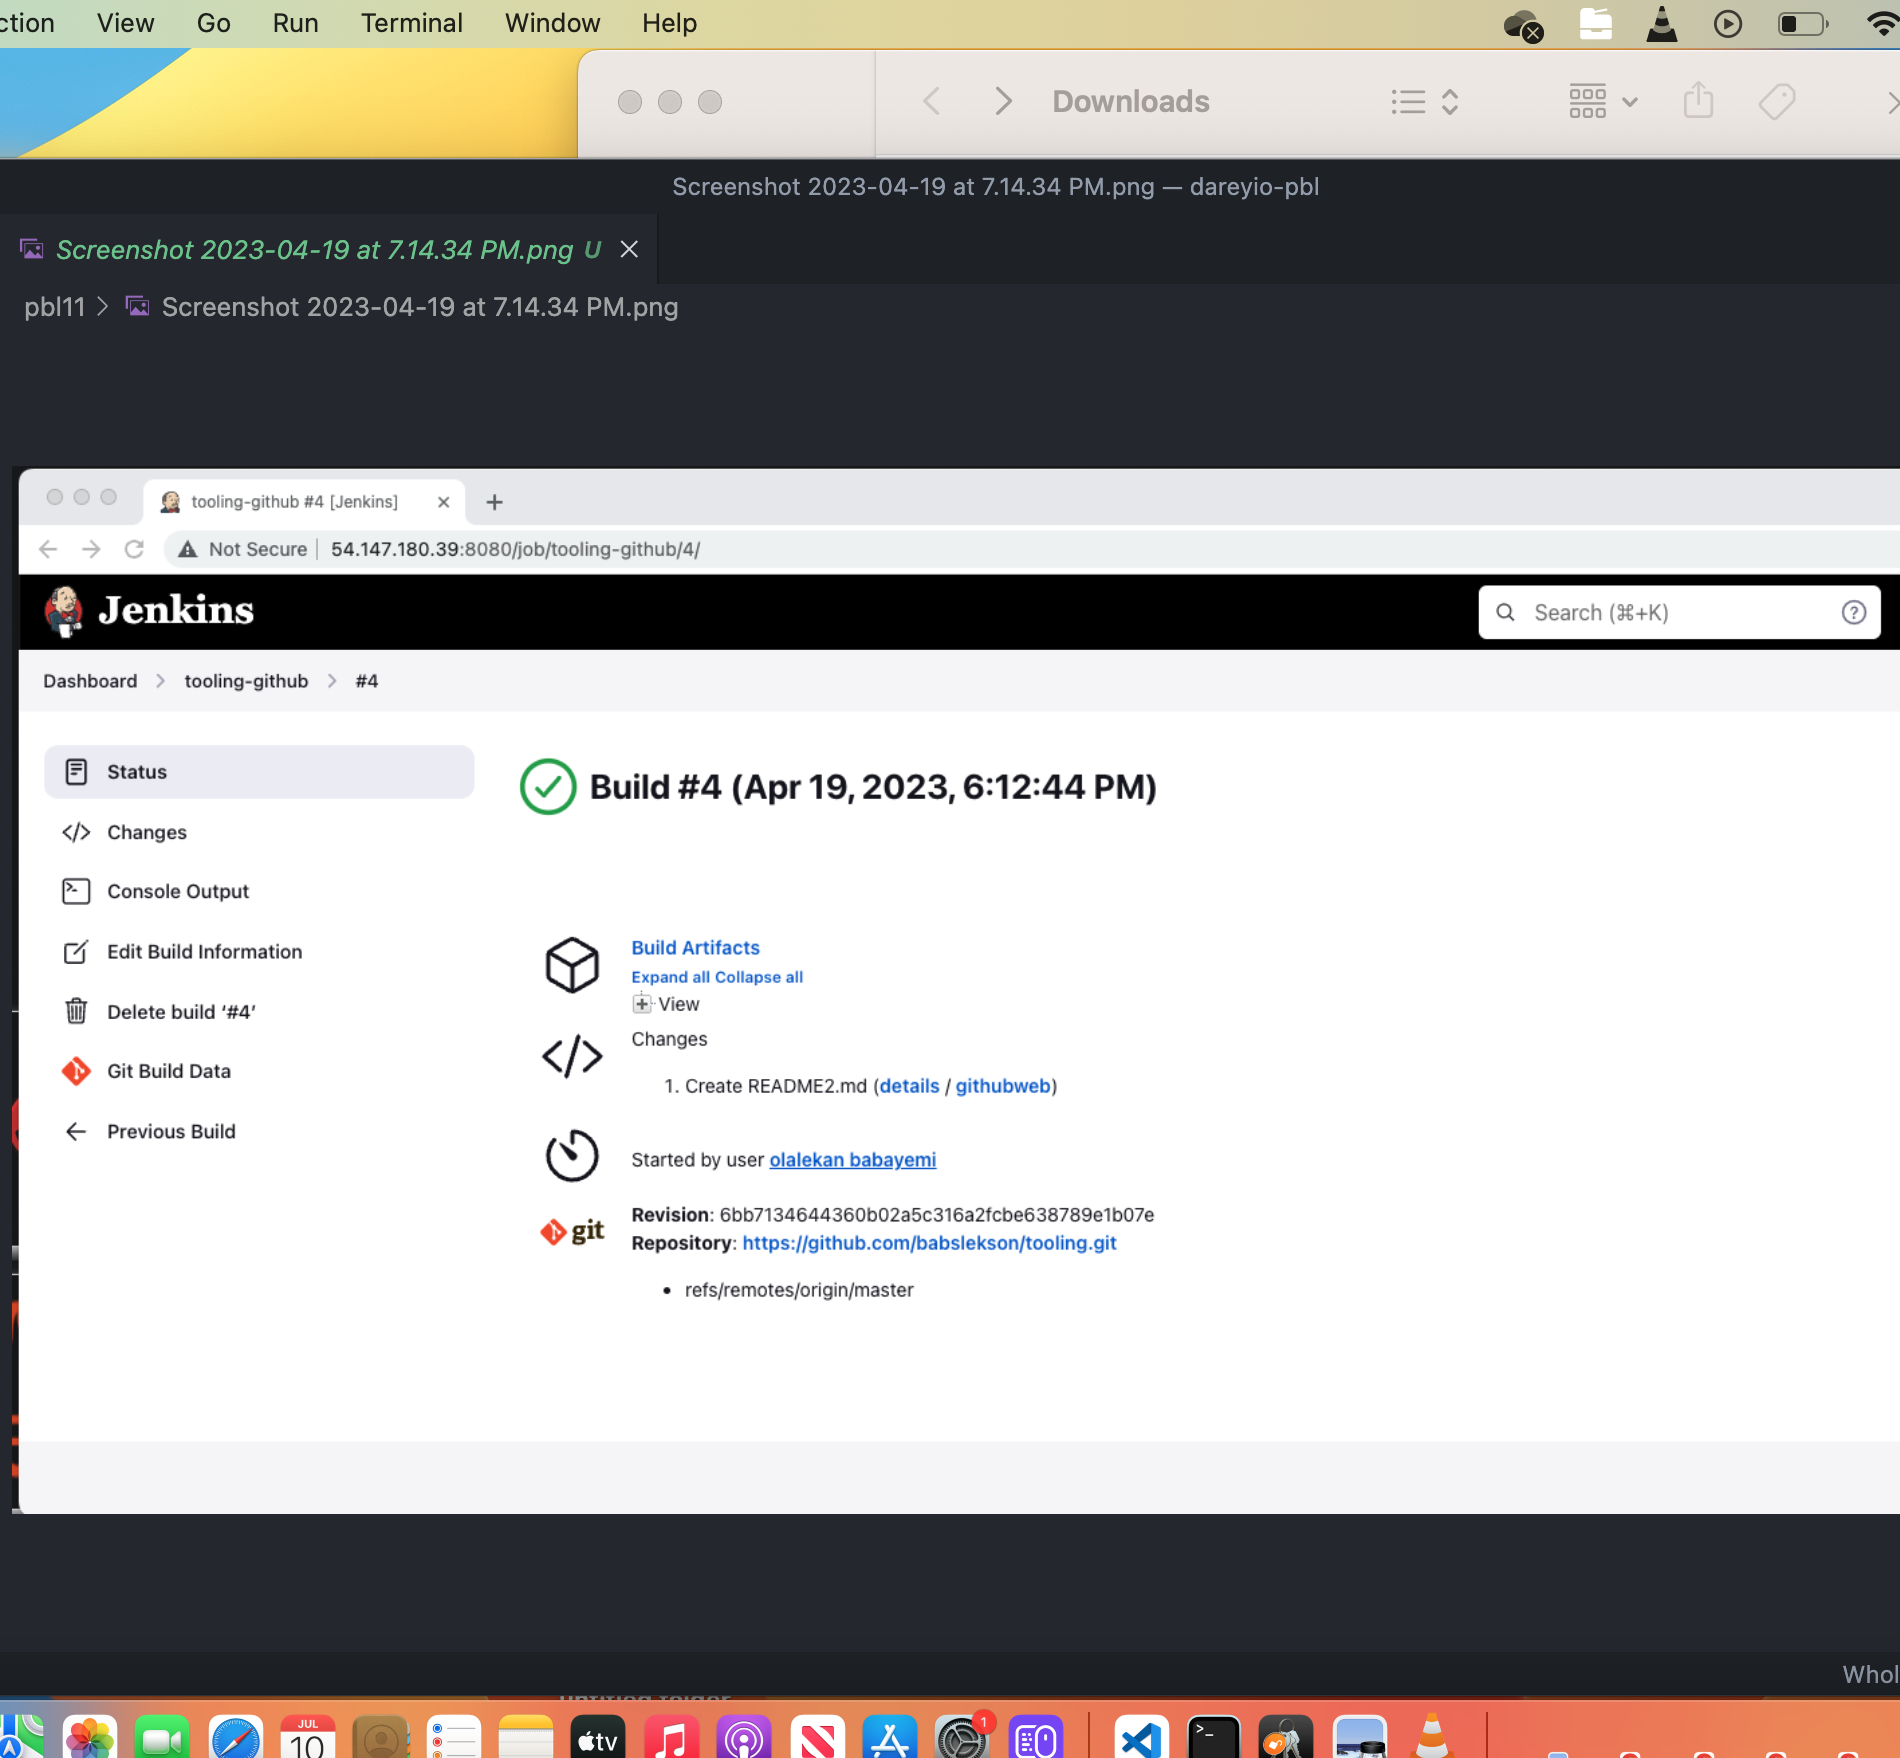 ction View Go Run Terminal Window Help
Downloads
Screenshot 2023-04-19 at 7.14.34 PM.png — dareyio-pbl
Screenshot 2023-04-19 at 7.14.34 PM.png U
pbl11 > Screenshot 2023-04-19 at 7.14.34 PM.png
tooling-github #4 [Jenkins]
Not Secure | 54.147.180.39:8080/job/tooling-github/4/
Jenkins
Search (⌘+K)
Dashboard > tooling-github > #4
Status
Changes
Console Output
Edit Build Information
Delete build ‘#4’
Git Build Data
Previous Build
Build #4 (Apr 19, 2023, 6:12:44 PM)
Build Artifacts
Expand all Collapse all
View
Changes
1. Create README2.md (details / githubweb)
Started by user olalekan babayemi
git
Revision: 6bb7134644360b02a5c316a2fcbe638789e1b07e
Repository: https://github.com/babslekson/tooling.git
• refs/remotes/origin/master
Whol
JUL
10
tv
1